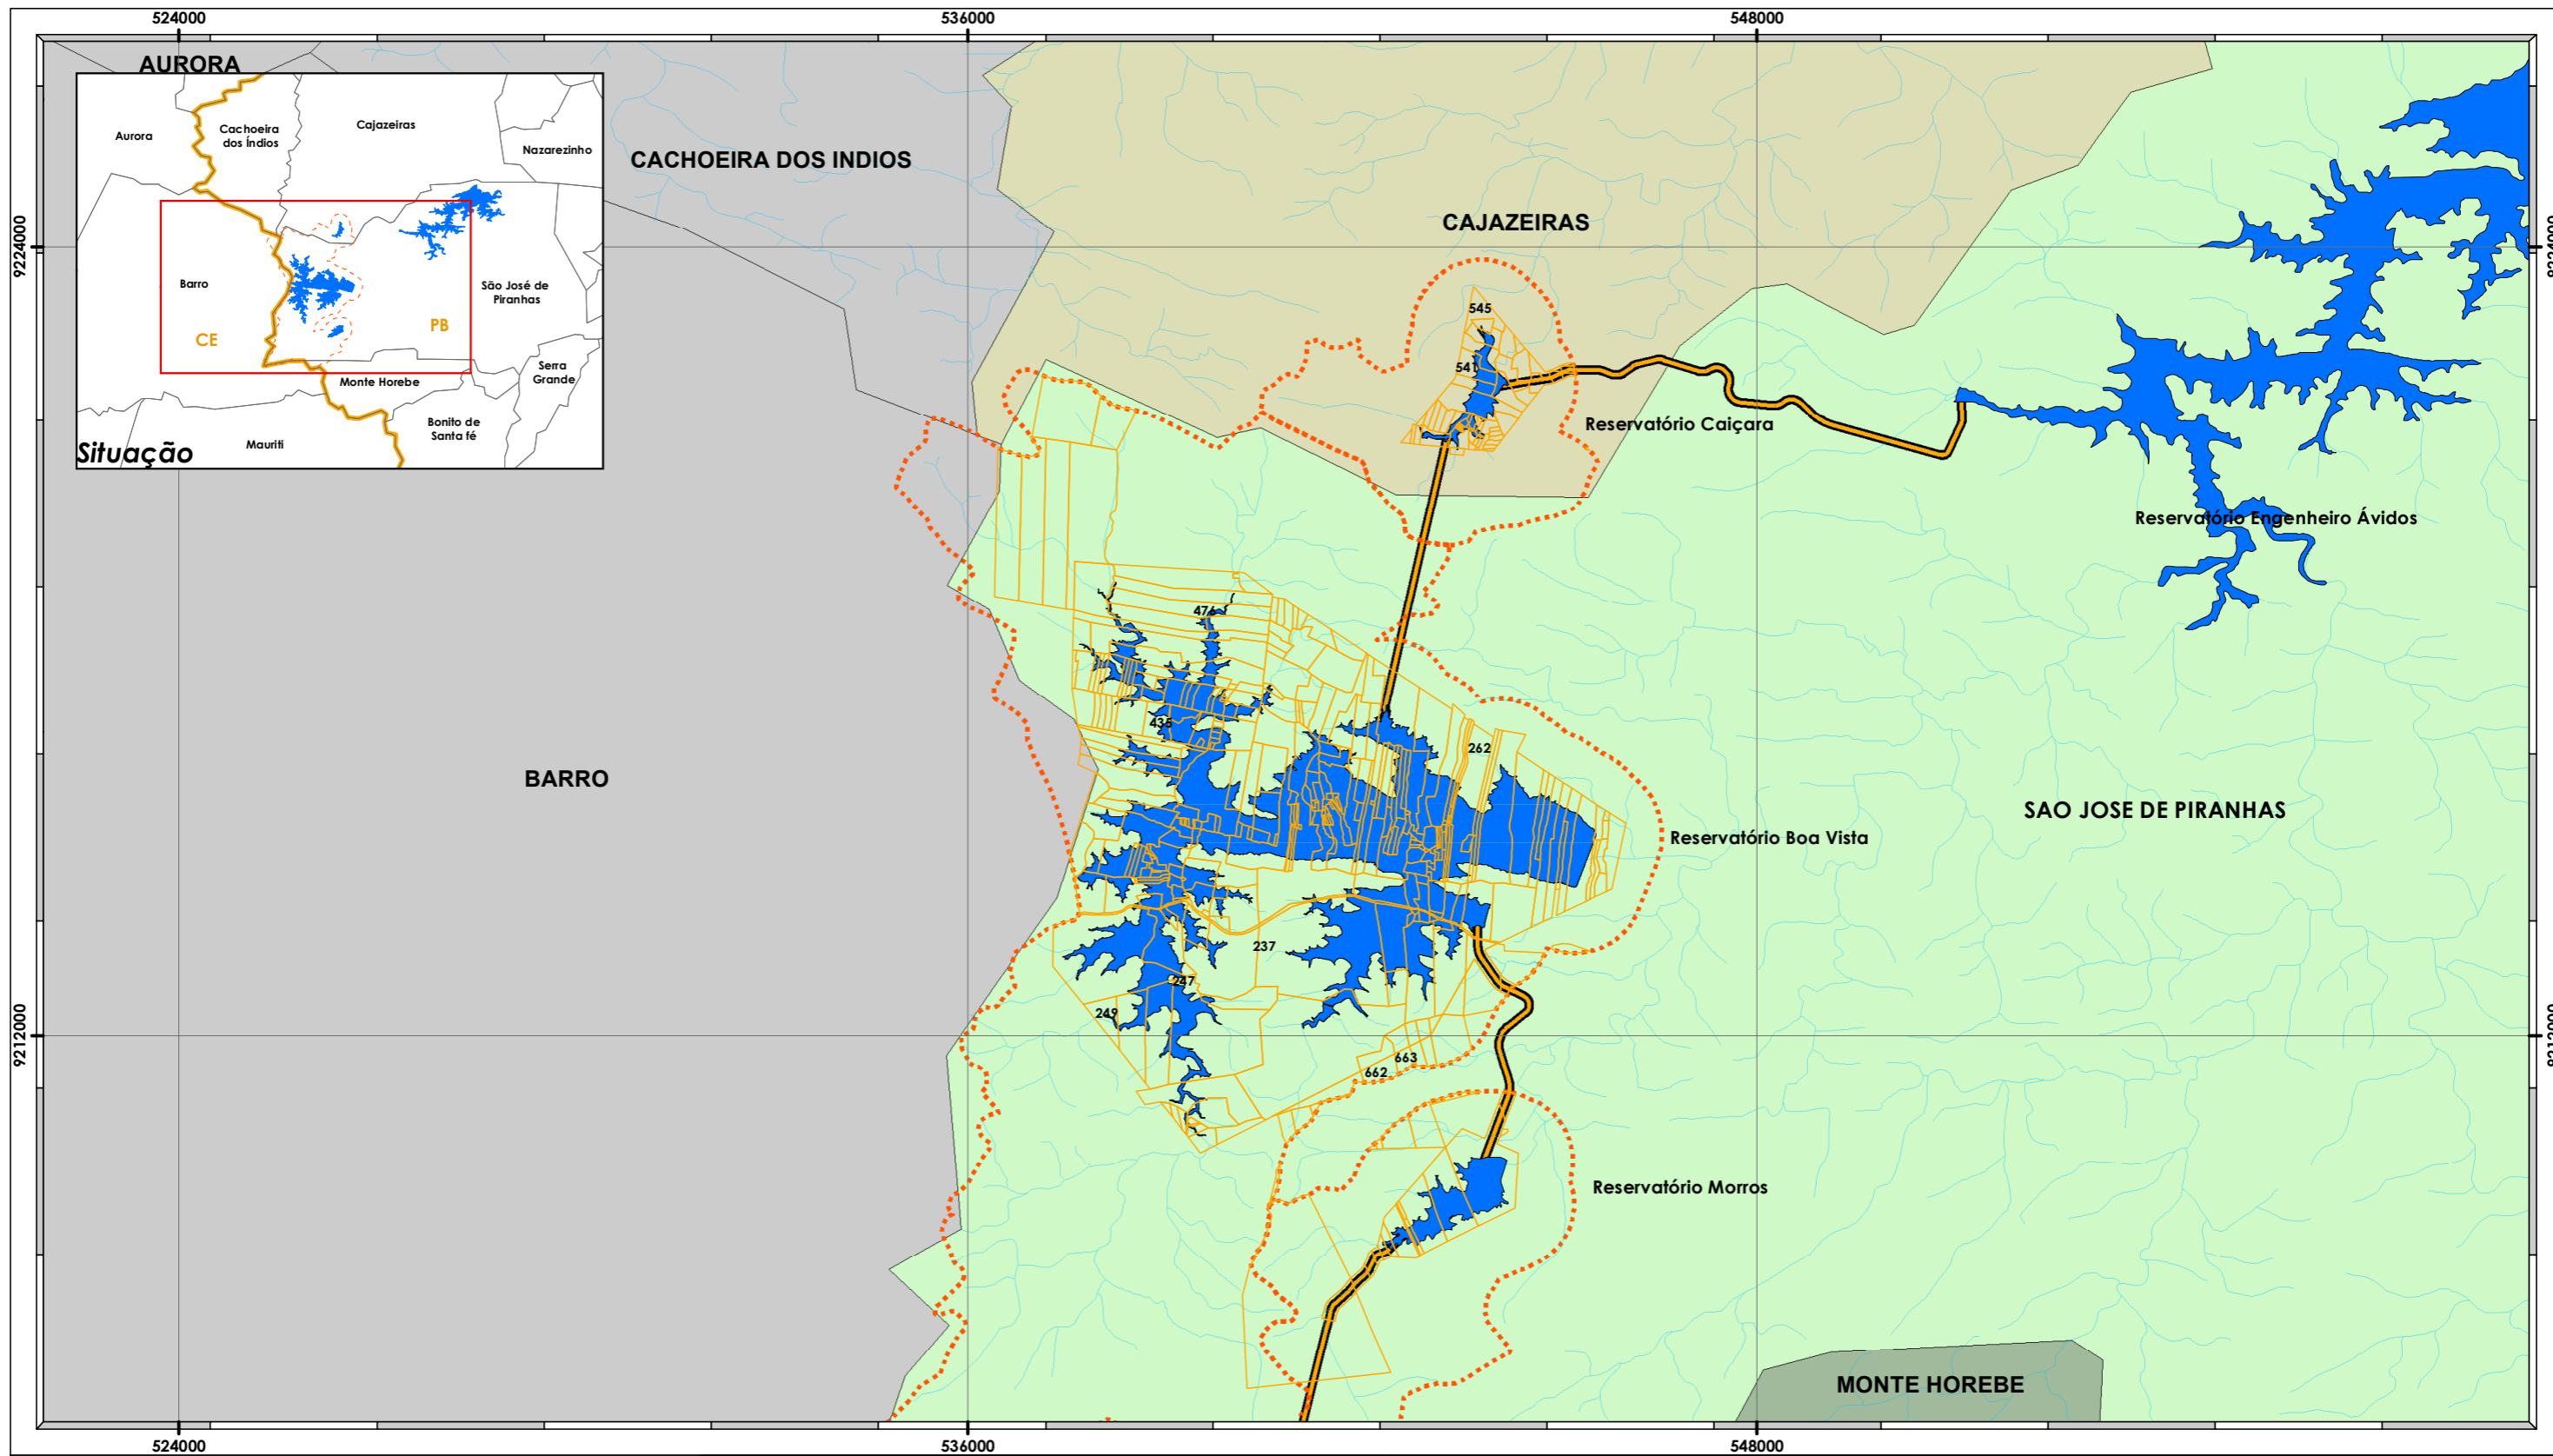 524000
536000
548000
AURORA
Aurora
Cachoeira
dos Índios
Cajazeiras
Nazarezinho
Barro
São José de
Piranhas
CE
PB
Serra
Grande
Monte Horebe
Bonito de
Santa fé
Mauriti
Situação
CACHOEIRA DOS INDIOS
CAJAZEIRAS
9224000
9224000
545
541
Reservatório Caiçara
Reservatório Engenheiro Ávidos
476
435
262
BARRO
SAO JOSE DE PIRANHAS
Reservatório Boa Vista
237
247
249
9212000
9212000
663
662
Reservatório Morros
MONTE HOREBE
524000
536000
548000